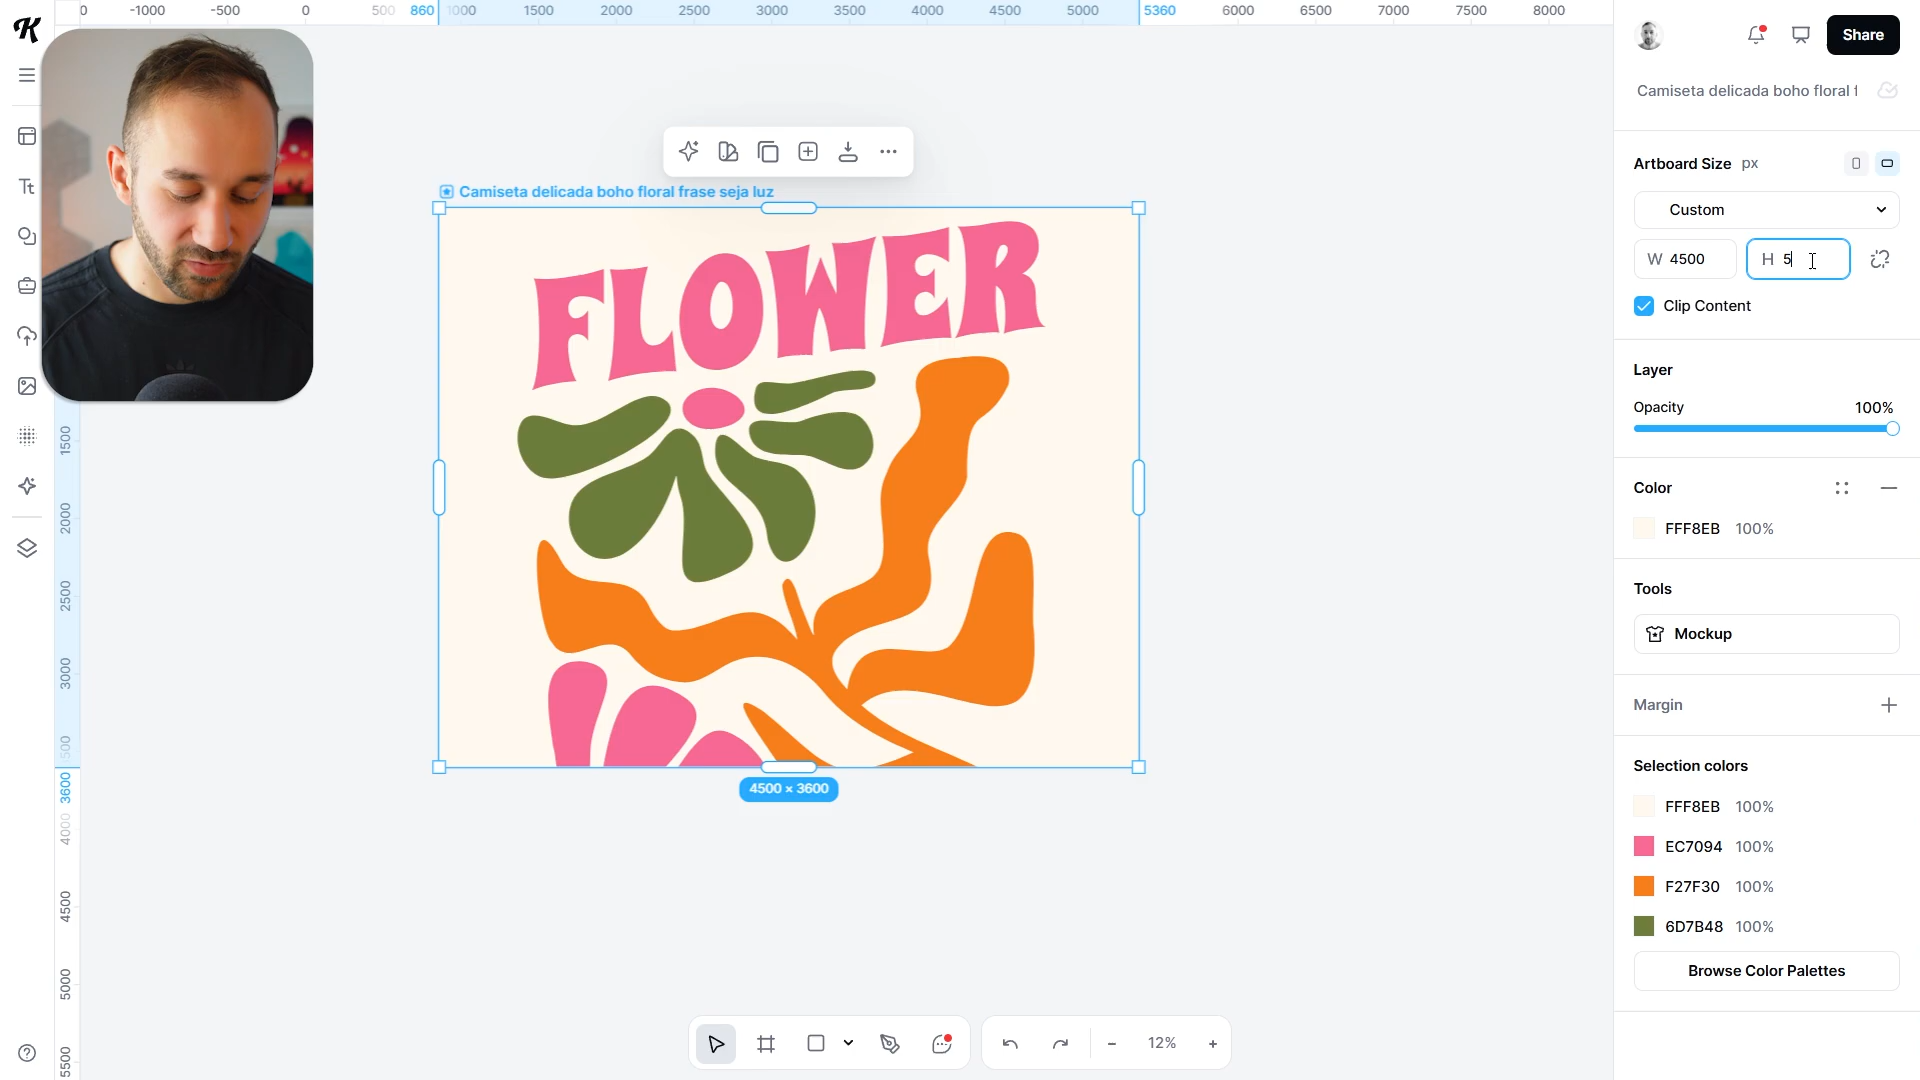 0 -1000 -500 0 500 860 1000 1500 2000 2500 3000 3500 4000 4500 5000 5360 6000 6500 7000 7500 8000
K
Share
Camiseta delicada boho floral f
Artboard Size px
Custom
W 4500 H 5
Clip Content
Layer
Opacity 100%
Color
FFF8EB 100%
Tools
Mockup
Margin
Selection colors
FFF8EB 100%
EC7094 100%
F27F30 100%
6D7B48 100%
Browse Color Palettes
Tt
Camiseta delicada boho floral frase seja luz
FLOWER
4500 × 3600
1500
2000
2500
3000
500
3600
4000
4500
5000
5500
12%